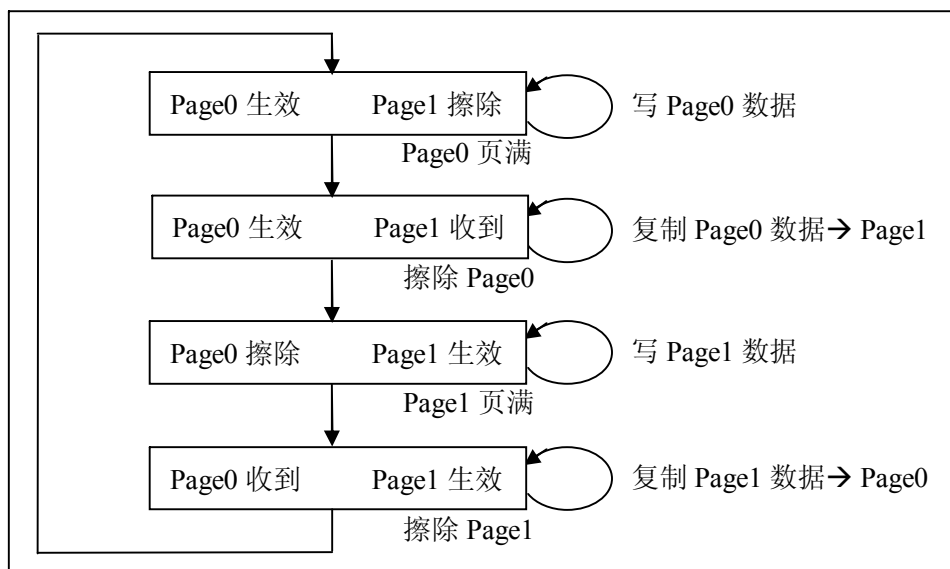 Page0 生效 Page1 擦除 写 Page0 数据
Page0 页满
Page0 生效 Page1 收到 复制 Page0 数据→ Page1
擦除 Page0
Page0 擦除 Page1 生效 写 Page1 数据
Page1 页满
Page0 收到 Page1 生效 复制 Page1 数据→ Page0
擦除 Page1